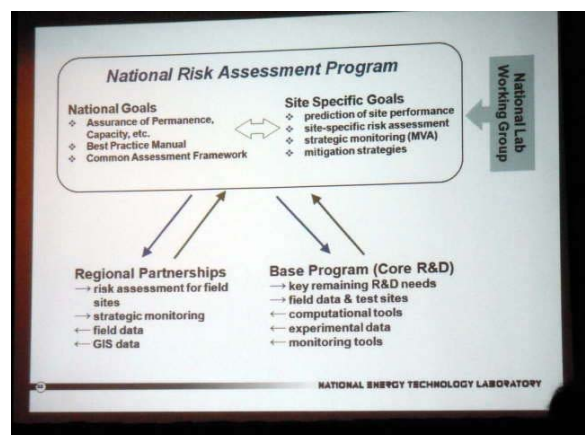 National Risk Assessment Program
National Goals
❖ Assurance of Permanence,
Capacity, etc.
❖ Best Practice Manual
❖ Common Assessment Framework
Site Specific Goals
❖ prediction of site performance
❖ site-specific risk assessment
❖ strategic monitoring (MVA)
❖ mitigation strategies
National Lab
Working Group
Regional Partnerships
→ risk assessment for field
sites
→ strategic monitoring
← field data
← GIS data
Base Program (Core R&D)
→ key remaining R&D needs
→ field data & test sites
← computational tools
← experimental data
← monitoring tools
NATIONAL ENERGY TECHNOLOGY LABORATORY